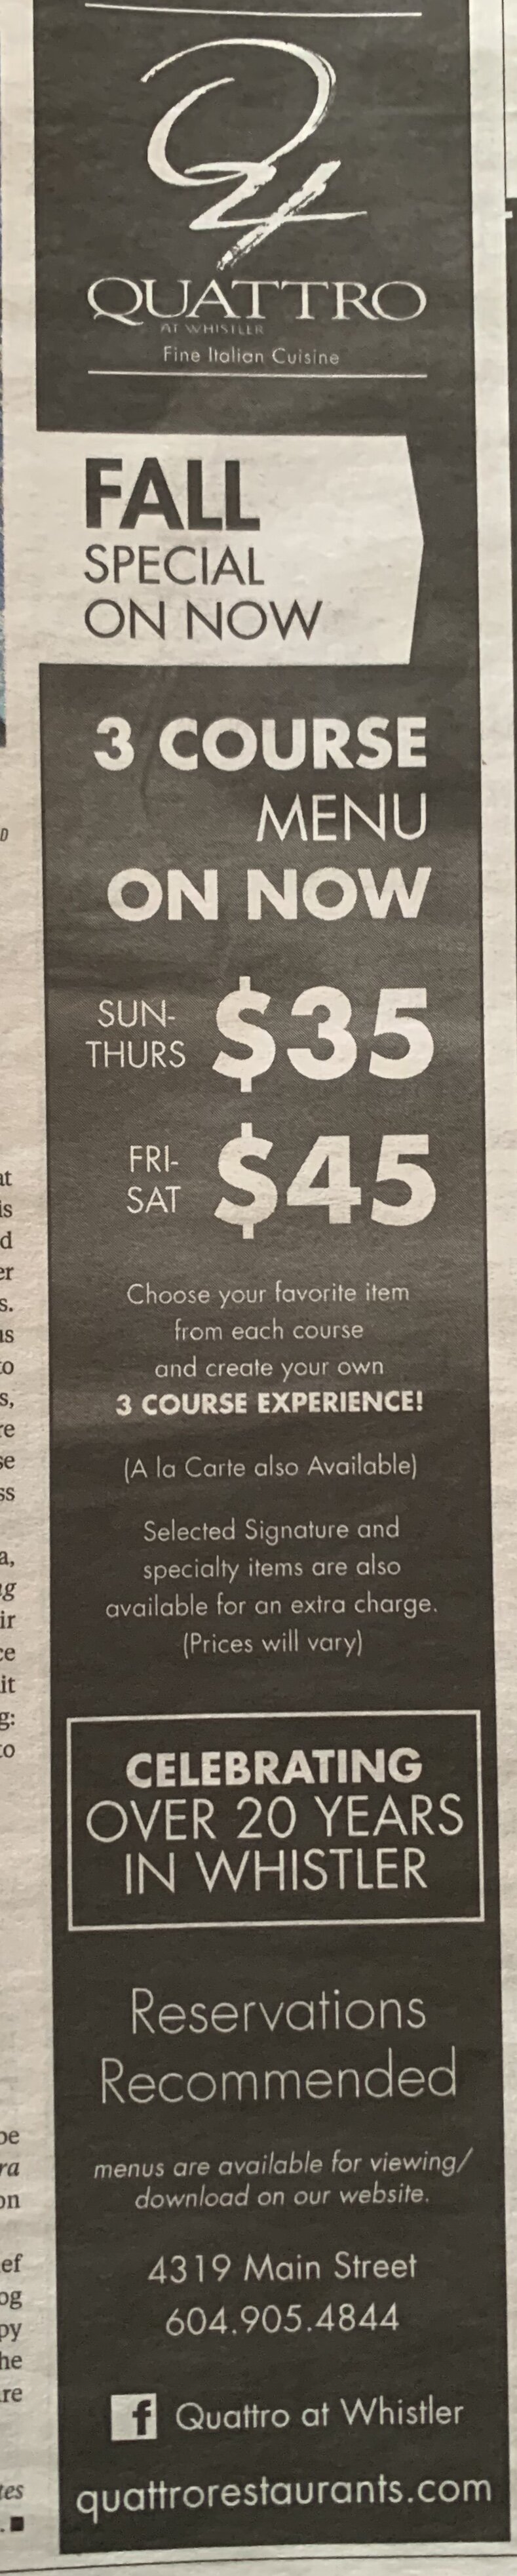 Q4
QUATTRO
AT WHISTLER
Fine Italian Cuisine
FALL
SPECIAL
ON NOW
3 COURSE
MENU
ON NOW
SUN-
THURS $35
FRI-
SAT $45
Choose your favorite item
from each course
and create your own
3 COURSE EXPERIENCE!
(A la Carte also Available)
Selected Signature and
specialty items are also
available for an extra charge.
(Prices will vary)
CELEBRATING
OVER 20 YEARS
IN WHISTLER
Reservations
Recommended
menus are available for viewing/
download on our website.
4319 Main Street
604.905.4844
f Quattro at Whistler
quattrorestaurants.com